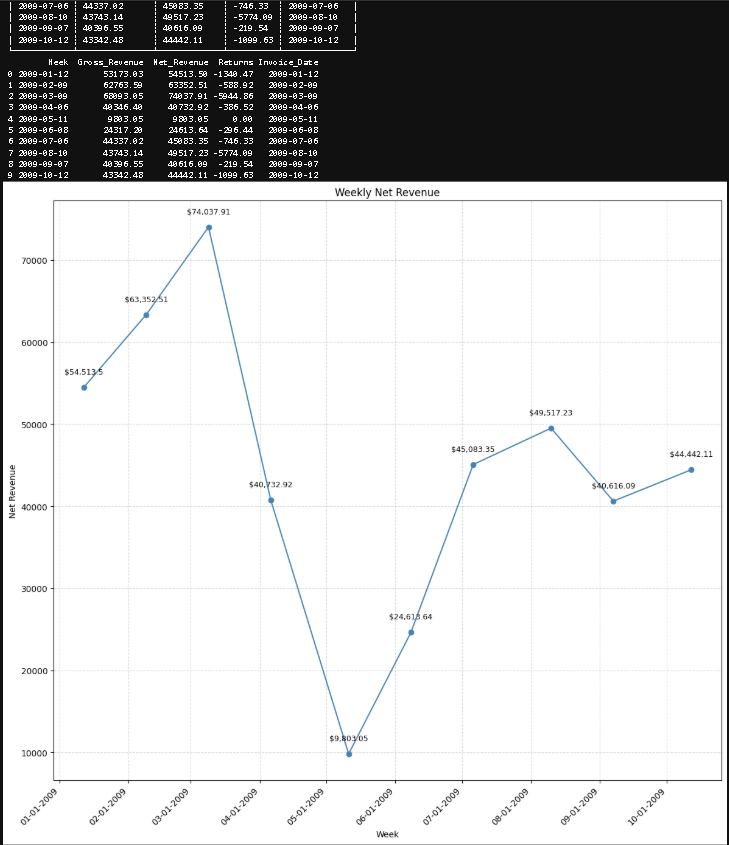 | 2009-07-06 | 44337.02 | 45083.35 | -746.33 | 2009-07-06 |
| 2009-08-10 | 43743.14 | 49517.23 | -5774.09 | 2009-08-10 |
| 2009-09-07 | 40396.55 | 40616.09 | -219.54 | 2009-09-07 |
| 2009-10-12 | 43342.48 | 44442.11 | -1099.63 | 2009-10-12 |
Week Gross_Revenue Net_Revenue Returns Invoice_Date
0 2009-01-12 53173.03 54513.50 -1340.47 2009-01-12
1 2009-02-09 62763.59 63352.51 -588.92 2009-02-09
2 2009-03-09 68093.05 74037.91 -5944.86 2009-03-09
3 2009-04-06 40346.40 40732.92 -386.52 2009-04-06
4 2009-05-11 9803.05 9803.05 0.00 2009-05-11
5 2009-06-08 24317.20 24613.64 -296.44 2009-06-08
6 2009-07-06 44337.02 45083.35 -746.33 2009-07-06
7 2009-08-10 43743.14 49517.23 -5774.09 2009-08-10
8 2009-09-07 40396.55 40616.09 -219.54 2009-09-07
9 2009-10-12 43342.48 44442.11 -1099.63 2009-10-12
Weekly Net Revenue
$74,037.91
70000
$63,352.51
60000
$54,513.5
50000
$49,517.23
$45,083.35
$44,442.11
$40,732.92
$40,616.09
40000
Net Revenue
30000
$24,613.64
20000
$9,803.05
10000
01-01-2009
02-01-2009
03-01-2009
04-01-2009
05-01-2009
06-01-2009
07-01-2009
08-01-2009
09-01-2009
10-01-2009
Week